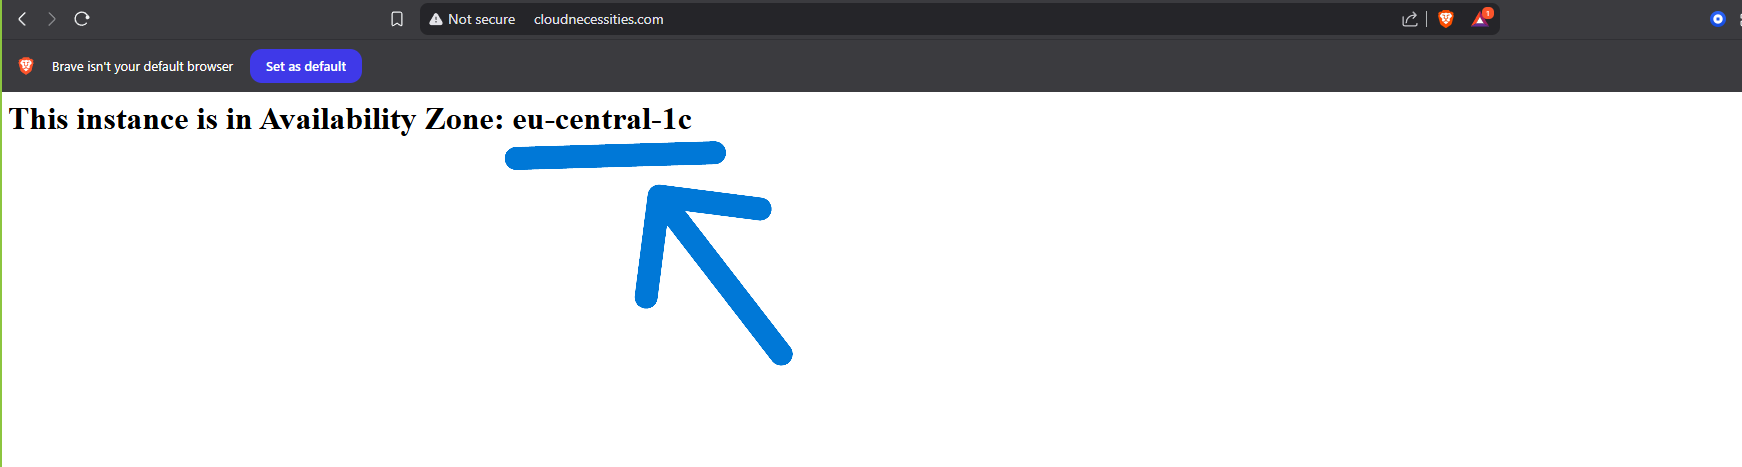 Not secure cloudnecessities.com
1
Brave isn't your default browser Set as default
This instance is in Availability Zone: eu-central-1c